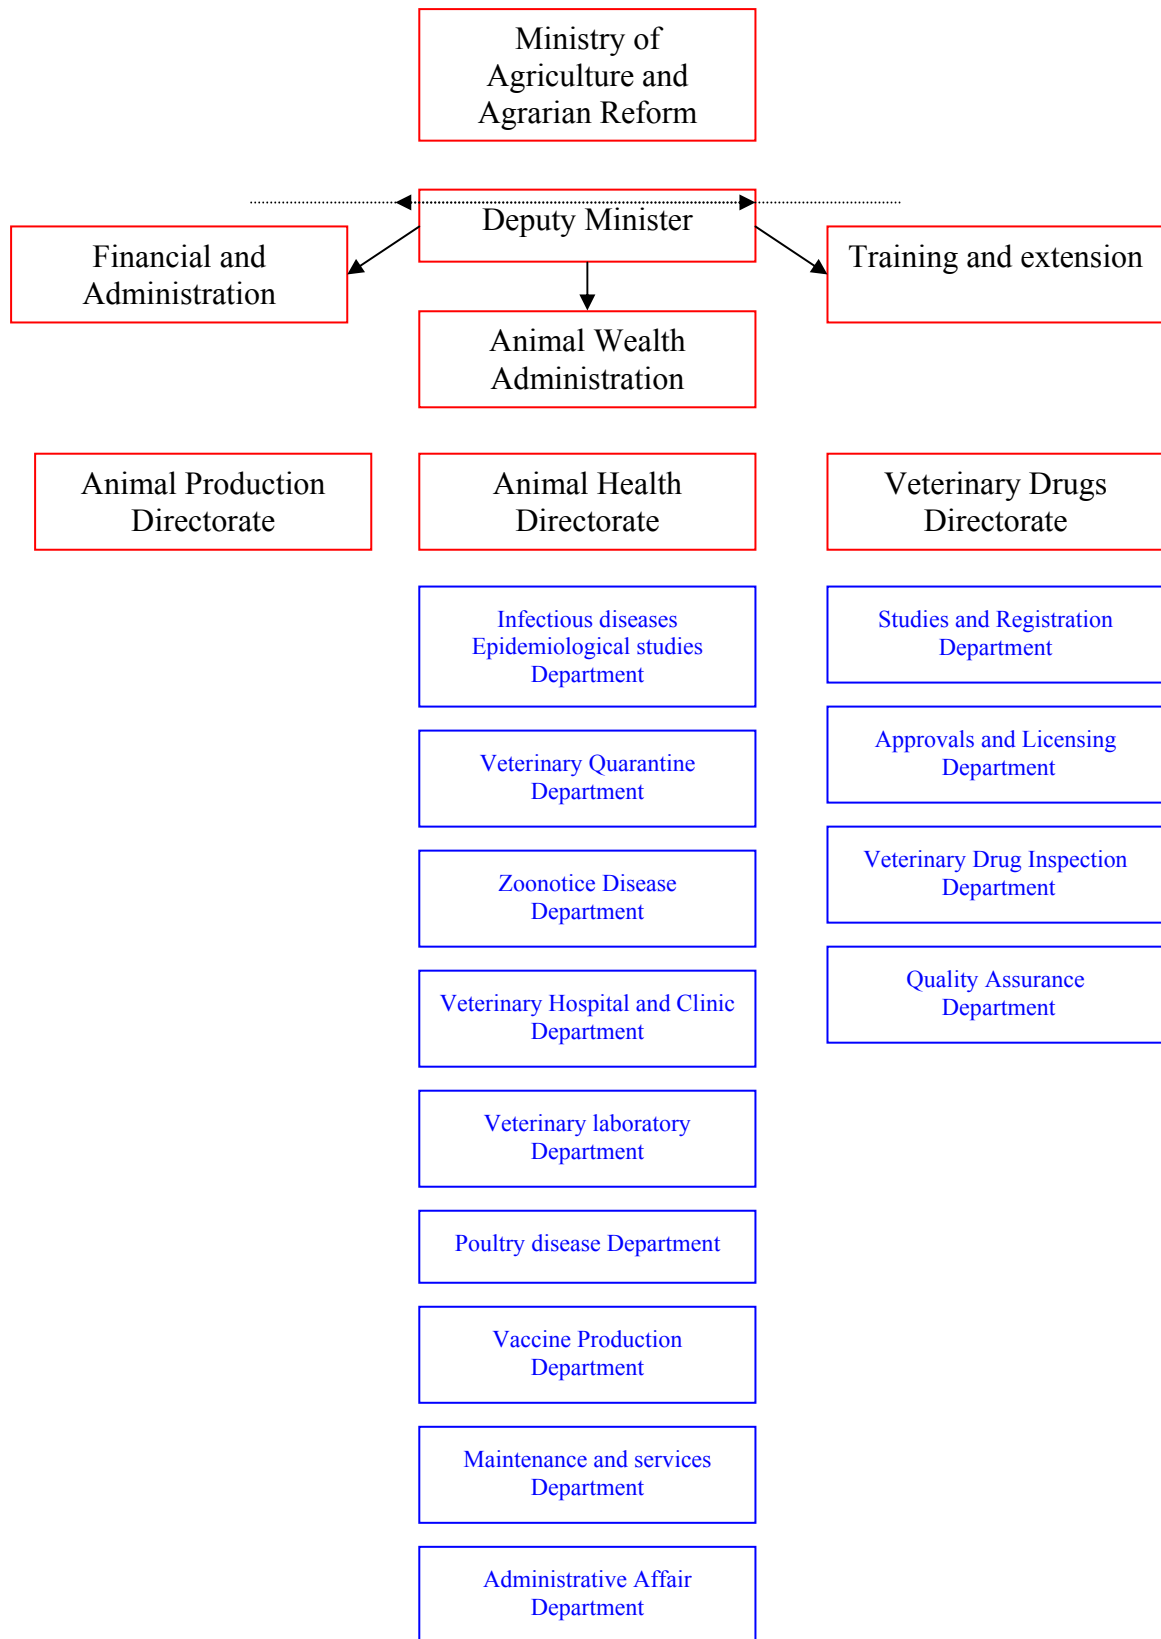 Ministry of
Agriculture and
Agrarian Reform
Deputy Minister
Financial and
Administration
Training and extension
Animal Wealth
Administration
Animal Production
Directorate
Animal Health
Directorate
Veterinary Drugs
Directorate
Infectious diseases
Epidemiological studies
Department
Studies and Registration
Department
Veterinary Quarantine
Department
Approvals and Licensing
Department
Zoonotice Disease
Department
Veterinary Drug Inspection
Department
Veterinary Hospital and Clinic
Department
Quality Assurance
Department
Veterinary laboratory
Department
Poultry disease Department
Vaccine Production
Department
Maintenance and services
Department
Administrative Affair
Department